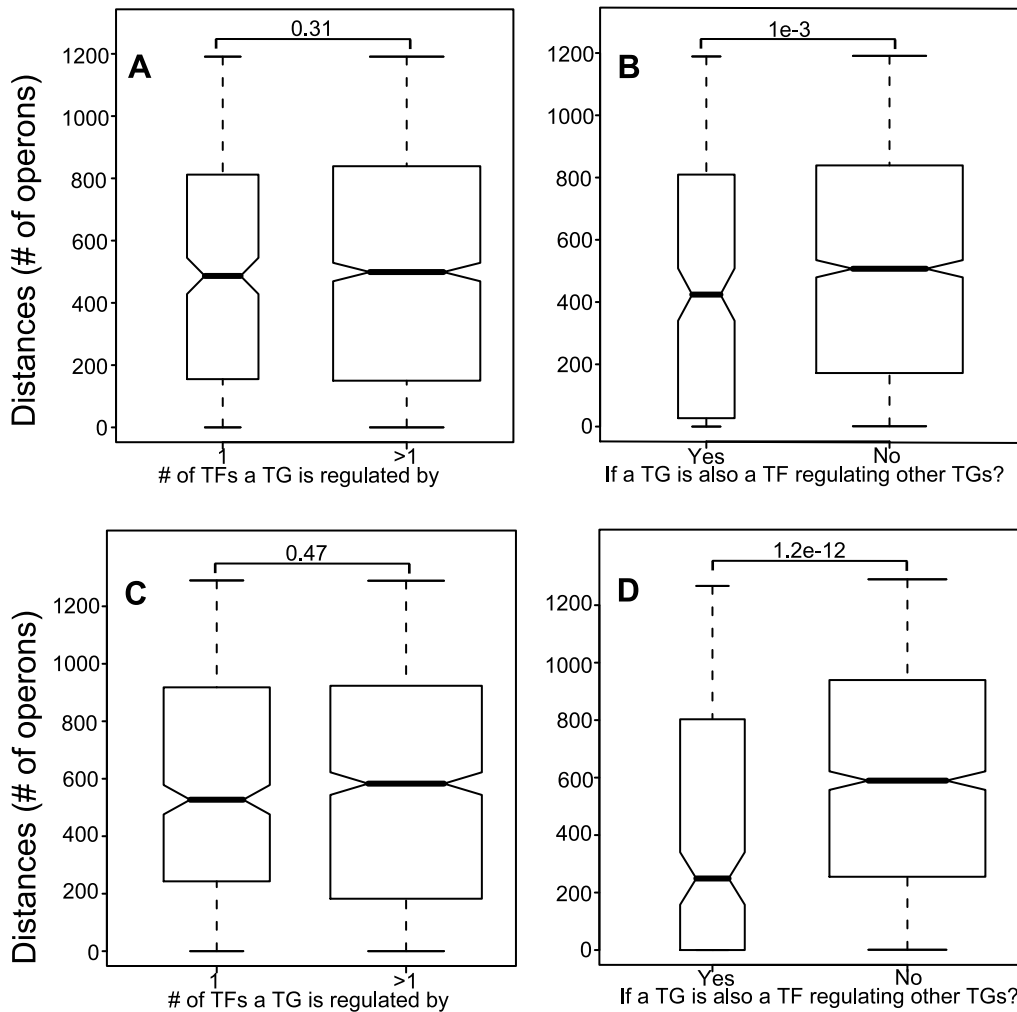 0.31
A
Distances (# of operons)
1200
1000
800
600
400
200
0
1
>1
# of TFs a TG is regulated by
1e-3
B
1200
1000
800
600
400
200
0
Yes
No
If a TG is also a TF regulating other TGs?
0.47
C
Distances (# of operons)
1200
1000
800
600
400
200
0
1
>1
# of TFs a TG is regulated by
1.2e-12
D
1200
1000
800
600
400
200
0
Yes
No
If a TG is also a TF regulating other TGs?